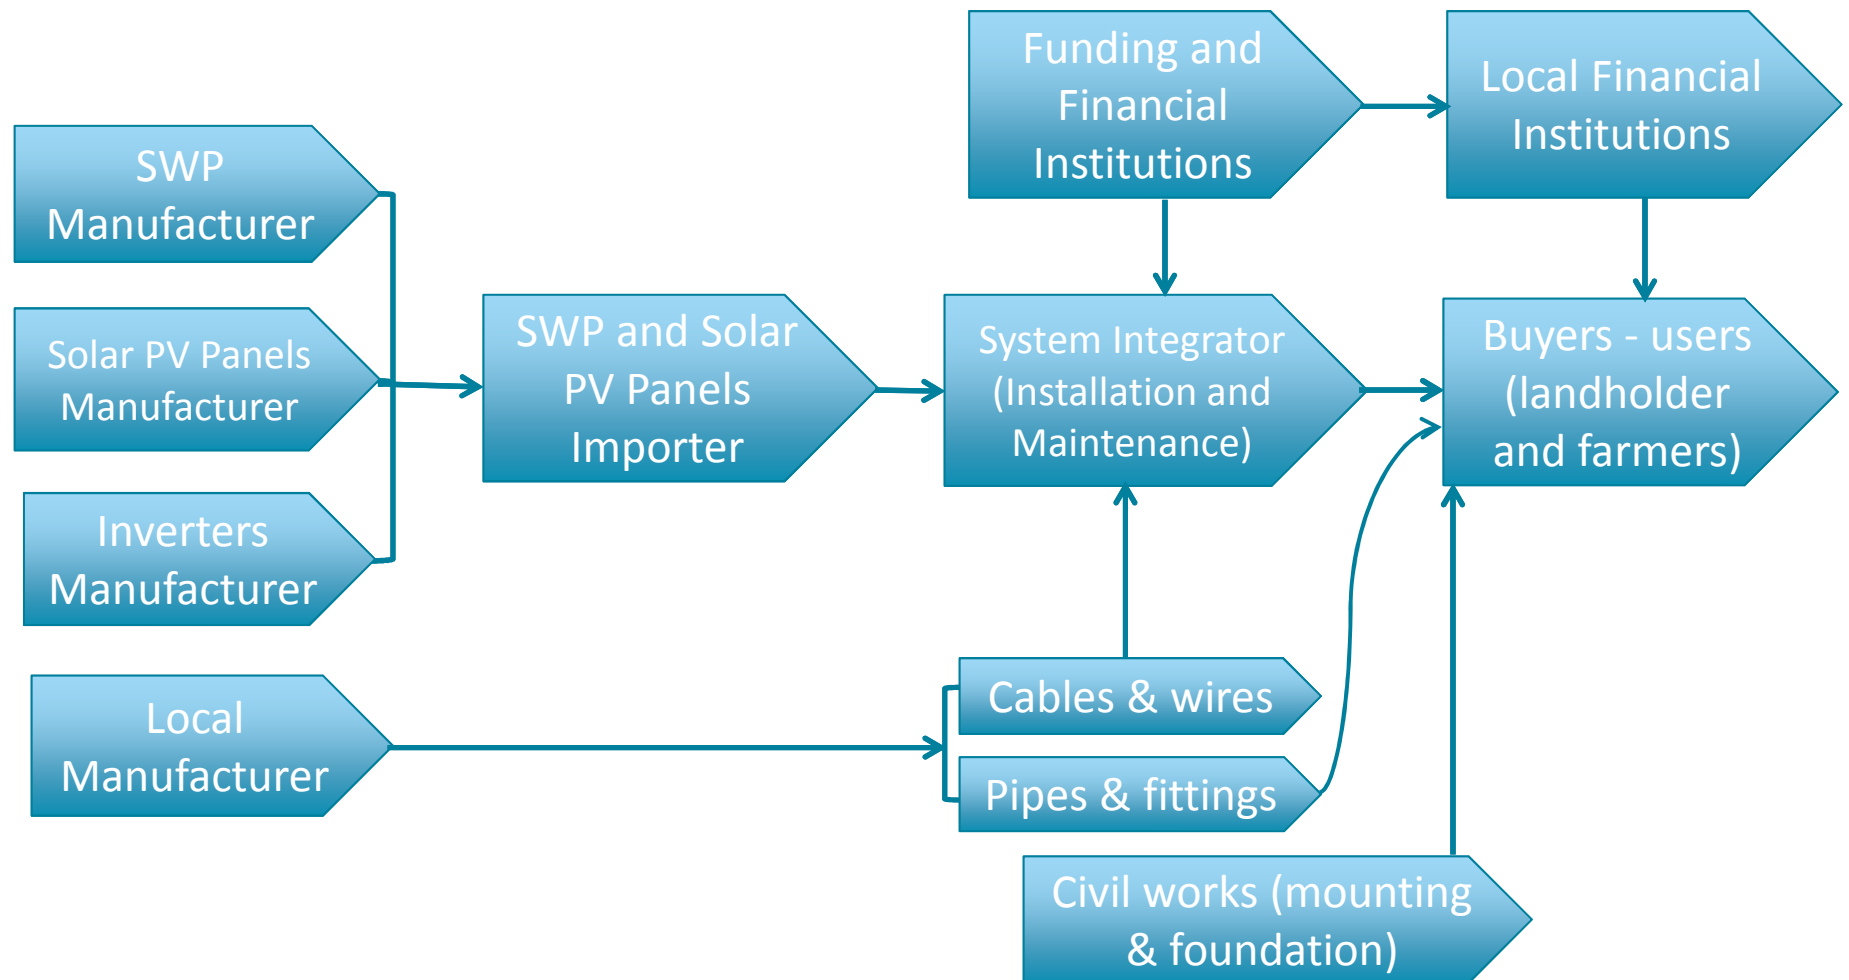 Funding and
Financial
Institutions
Local Financial
Institutions
SWP
Manufacturer
Solar PV Panels
Manufacturer
Inverters
Manufacturer
SWP and Solar
PV Panels
Importer
System Integrator
(Installation and
Maintenance)
Buyers - users
(landholder
and farmers)
Local
Manufacturer
Cables & wires
Pipes & fittings
Civil works (mounting
& foundation)